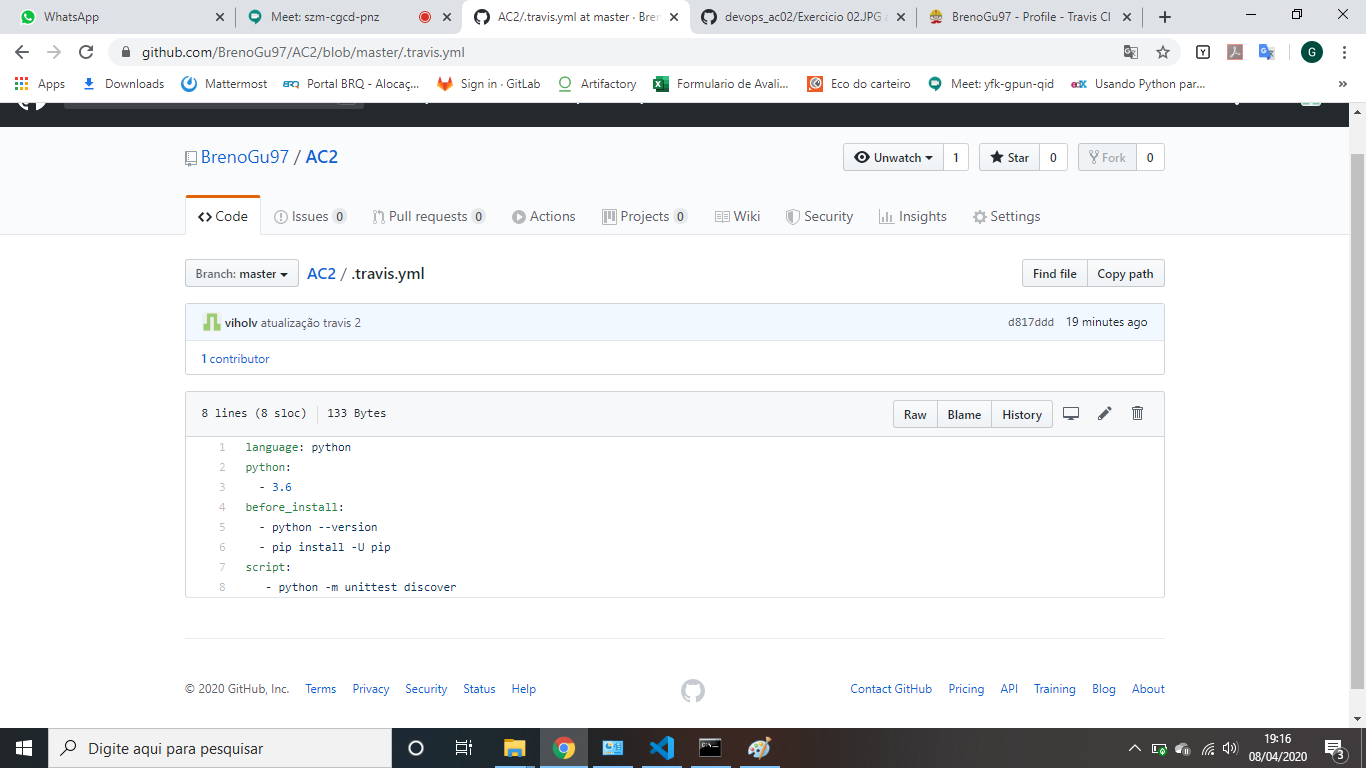 WhatsApp
Meet: szm-cgcd-pnz
AC2/.travis.yml at master · Bren
devops_ac02/Exercicio 02.JPG a
BrenoGu97 - Profile - Travis CI
github.com/BrenoGu97/AC2/blob/master/.travis.yml
G
Apps
Downloads
Mattermost
Portal BRQ - Alocaç...
Sign in · GitLab
Artifactory
Formulario de Avali...
Eco do carteiro
Meet: yfk-gpun-qid
Usando Python par...
»
BrenoGu97 / AC2
Unwatch 1
Star 0
Fork 0
Code
Issues 0
Pull requests 0
Actions
Projects 0
Wiki
Security
Insights
Settings
Branch: master
AC2 / .travis.yml
Find file
Copy path
viholv atualização travis 2
d817ddd 19 minutes ago
1 contributor
8 lines (8 sloc) 133 Bytes
Raw
Blame
History
1 language: python
2 python:
3 - 3.6
4 before_install:
5 - python --version
6 - pip install -U pip
7 script:
8 - python -m unittest discover
© 2020 GitHub, Inc.
Terms
Privacy
Security
Status
Help
Contact GitHub
Pricing
API
Training
Blog
About
Digite aqui para pesquisar
19:16
08/04/2020
3